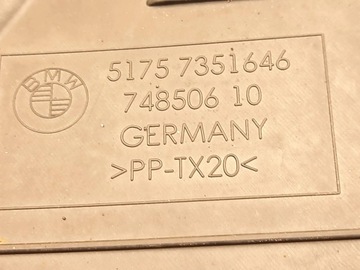 BMW
5175 7351646
748506 10
GERMANY
>PP-TX20<